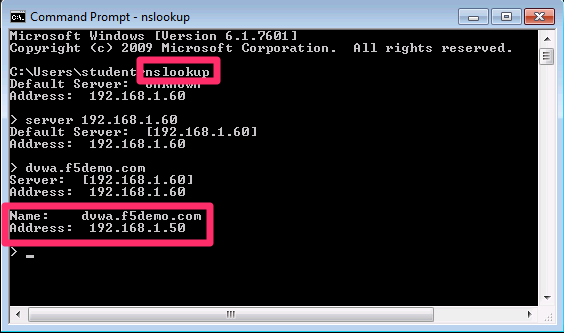 Command Prompt - nslookup
Microsoft Windows [Version 6.1.7601]
Copyright (c) 2009 Microsoft Corporation.  All rights reserved.
C:\Users\student>nslookup
Default Server:  Unknown
Address:  192.168.1.60
> server 192.168.1.60
Default Server:  [192.168.1.60]
Address:  192.168.1.60
> dvwa.f5demo.com
Server:  [192.168.1.60]
Address:  192.168.1.60
Name:    dvwa.f5demo.com
Address:  192.168.1.50
> _